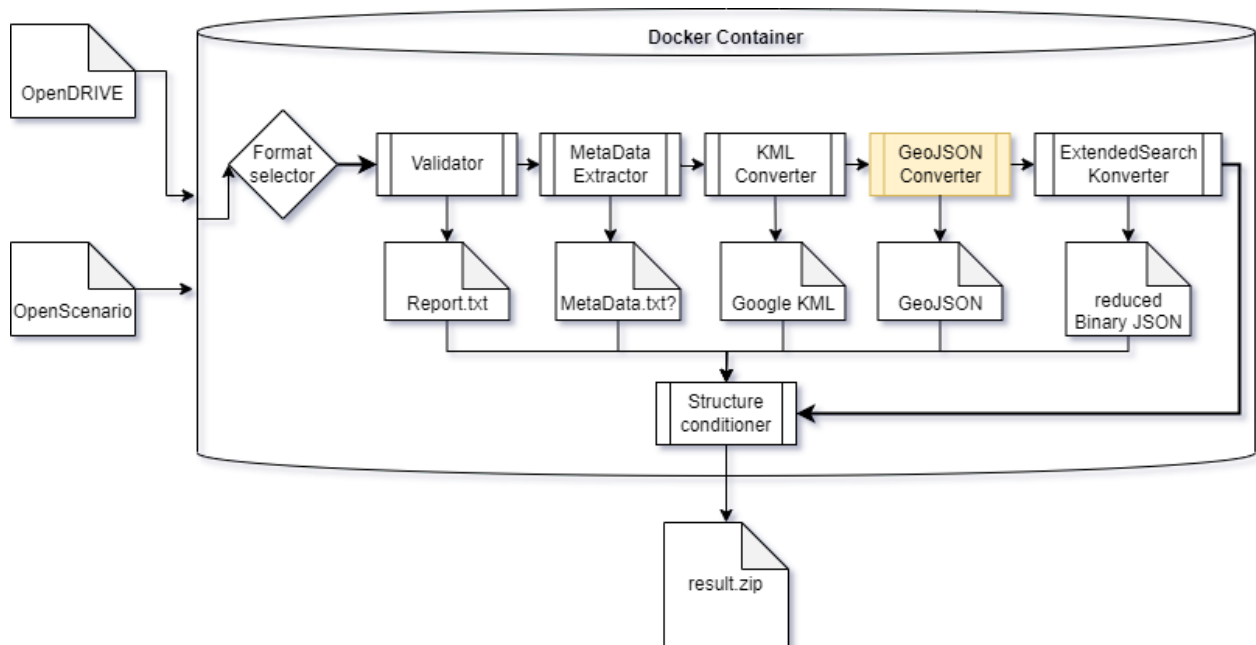 Docker Container
OpenDRIVE
Format
selector
Validator
MetaData
Extractor
KML
Converter
GeoJSON
Converter
ExtendedSearch
Konverter
OpenScenario
Report.txt
MetaData.txt?
Google KML
GeoJSON
reduced
Binary JSON
Structure
conditioner
result.zip